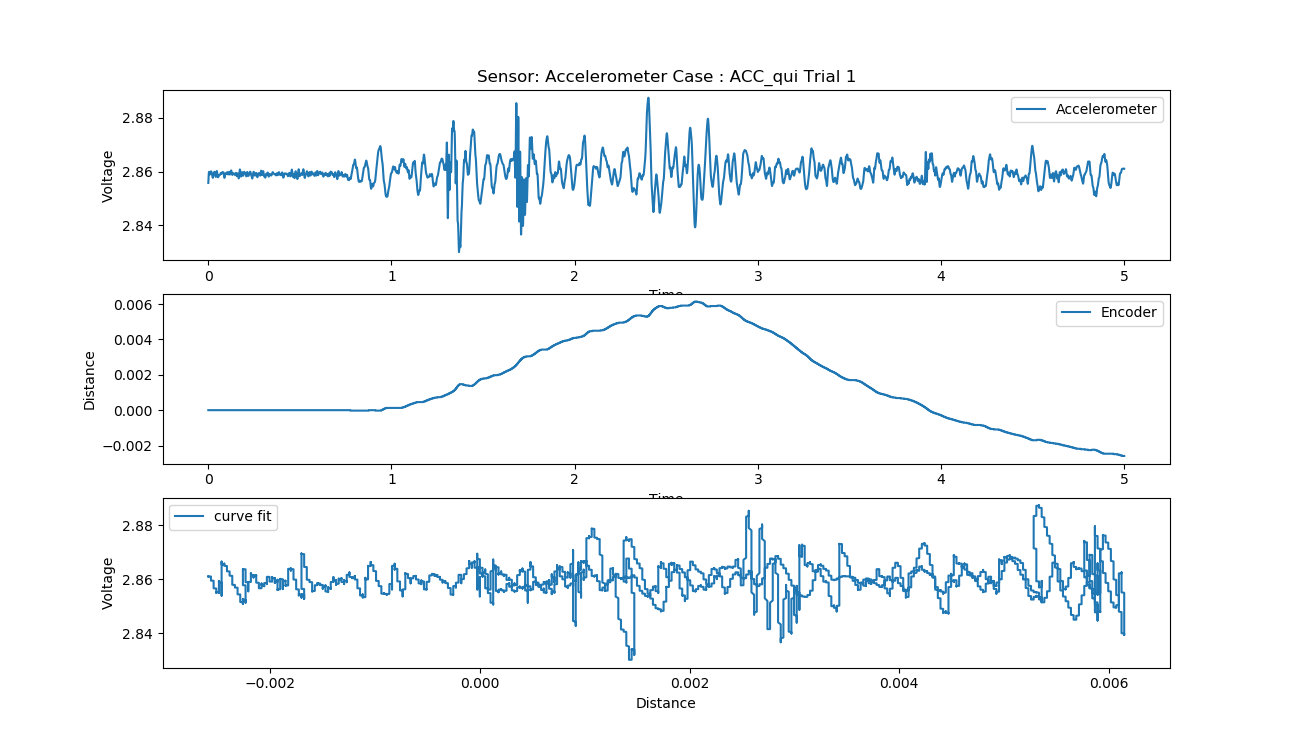 Sensor: Accelerometer Case : ACC_qui Trial 1
Accelerometer
2.88
2.86
2.84
Voltage
0 1 2 3 4 5
Time
Encoder
0.006
0.004
0.002
0.000
−0.002
Distance
0 1 2 3 4 5
Time
curve fit
2.88
2.86
2.84
Voltage
−0.002 0.000 0.002 0.004 0.006
Distance